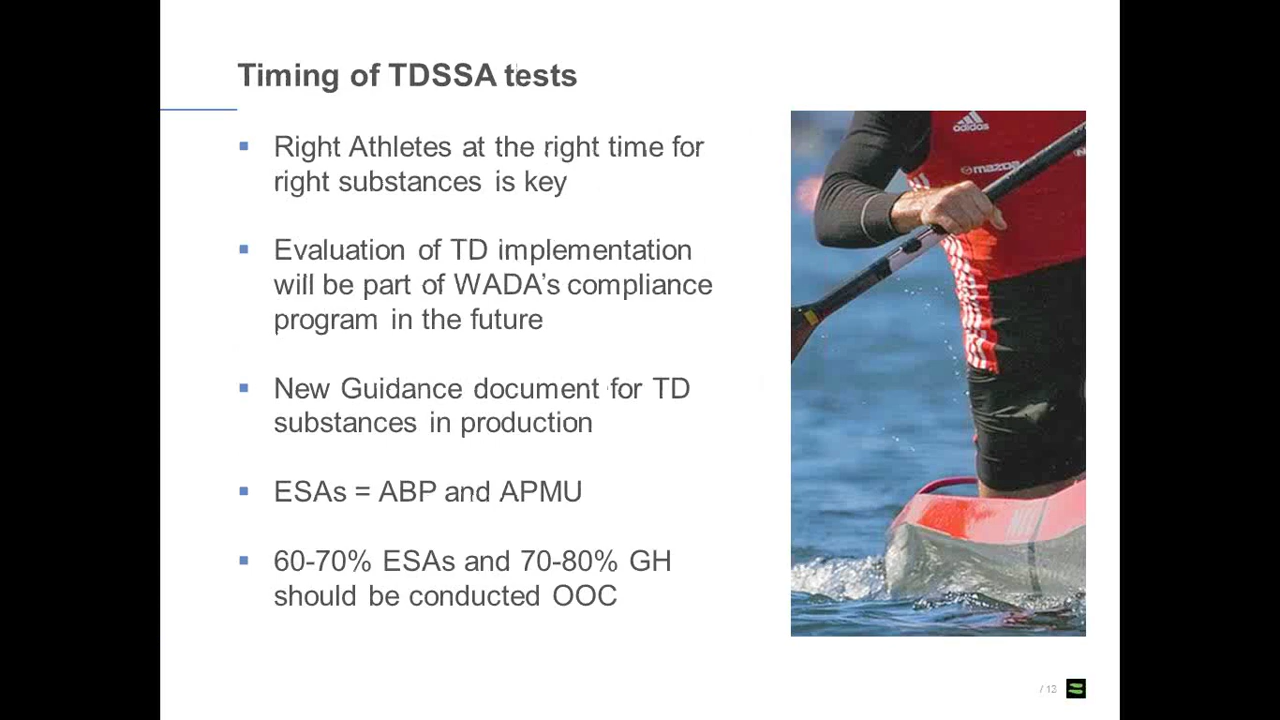 Timing of TDSSA tests
Right Athletes at the right time for
right substances is key
Evaluation of TD implementation
will be part of WADA's compliance
program in the future
New Guidance document for TD
substances in production
ESAs = ABP and APMU
60-70% ESAs and 70-80% GH
should be conducted OOC
adidas
mazda
/ 13